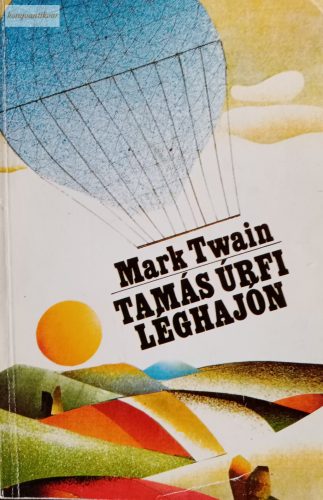 konyvantikvar
Mark Twain
TAMÁS ÚRFI
LÉGHAJÓN